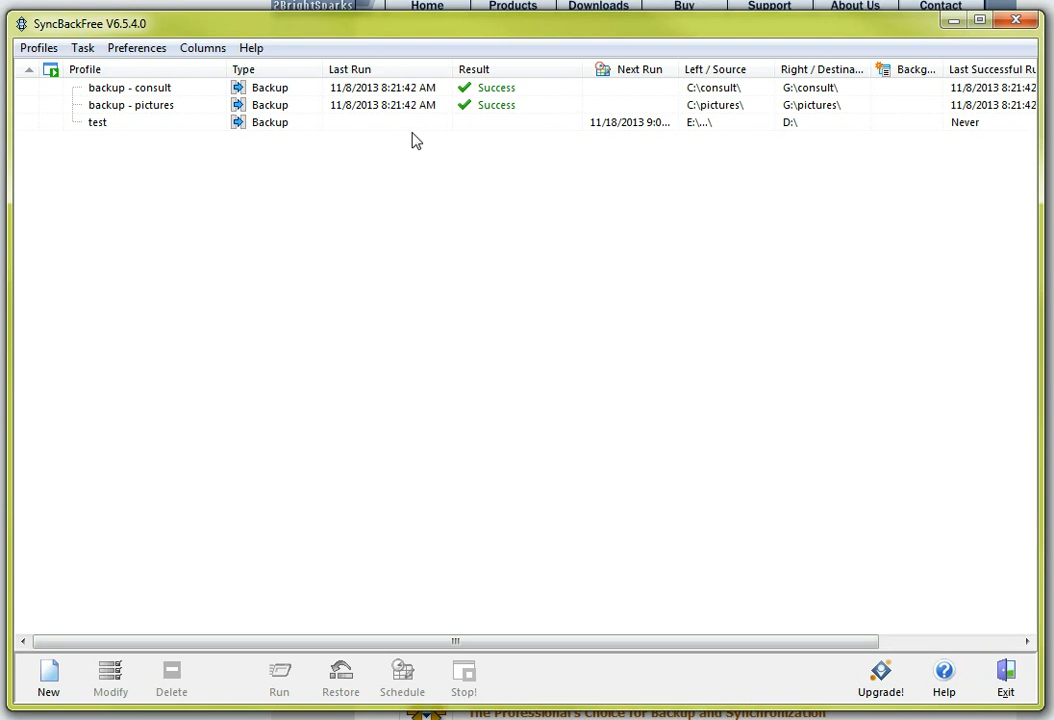 2BrightSparks Home Products Downloads Buy Support About Us Contact
SyncBackFree V6.5.4.0
Profiles Task Preferences Columns Help
Profile Type Last Run Result Next Run Left / Source Right / Destina... Backg... Last Successful Ru
backup - consult Backup 11/8/2013 8:21:42 AM Success C:\consult\ G:\consult\ 11/8/2013 8:21:42
backup - pictures Backup 11/8/2013 8:21:42 AM Success C:\pictures\ G:\pictures\ 11/8/2013 8:21:42
test Backup 11/18/2013 9:0... E:\...\ D:\ Never
New Modify Delete Run Restore Schedule Stop! Upgrade! Help Exit
The Professional's Choice for Backup and Synchronization